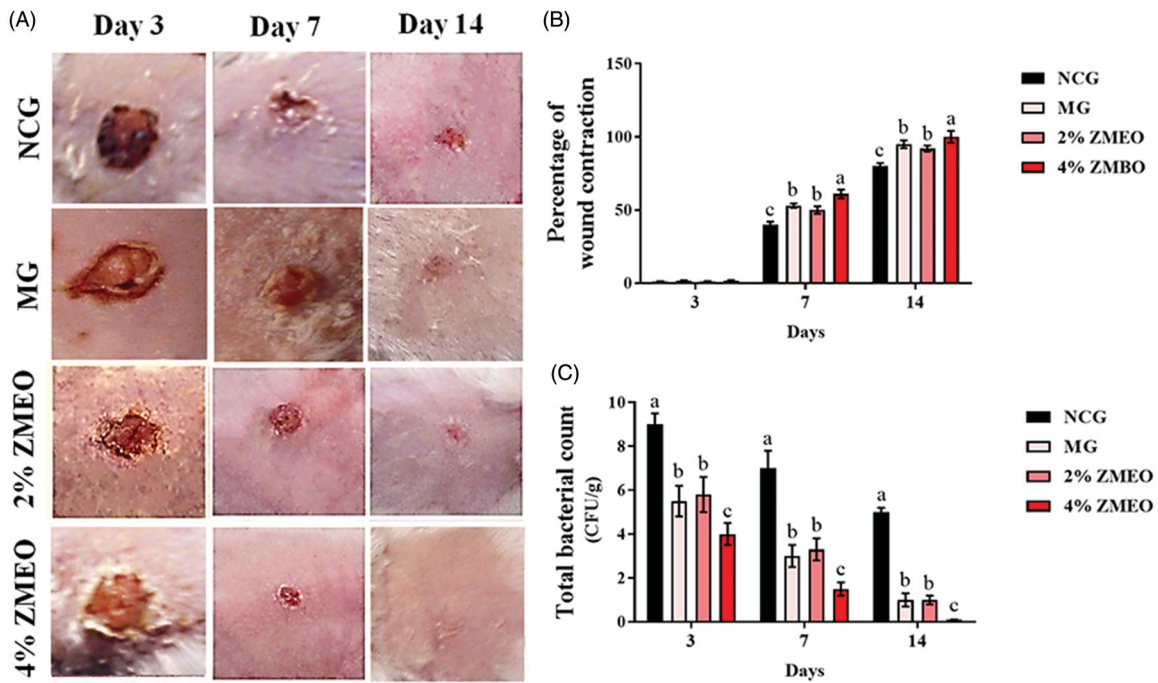 (A)
Day 3 Day 7 Day 14
NCG
MG
2% ZMEO
4% ZMEO
(B)
Percentage of
wound contraction
150
100
50
0
c b b a
c b b a
3 7 14
Days
NCG
MG
2% ZMEO
4% ZMBO
(C)
Total bacterial count
(CFU/g)
10
8
6
4
2
0
a b b c
a b b c
a b b c
3 7 14
Days
NCG
MG
2% ZMEO
4% ZMEO